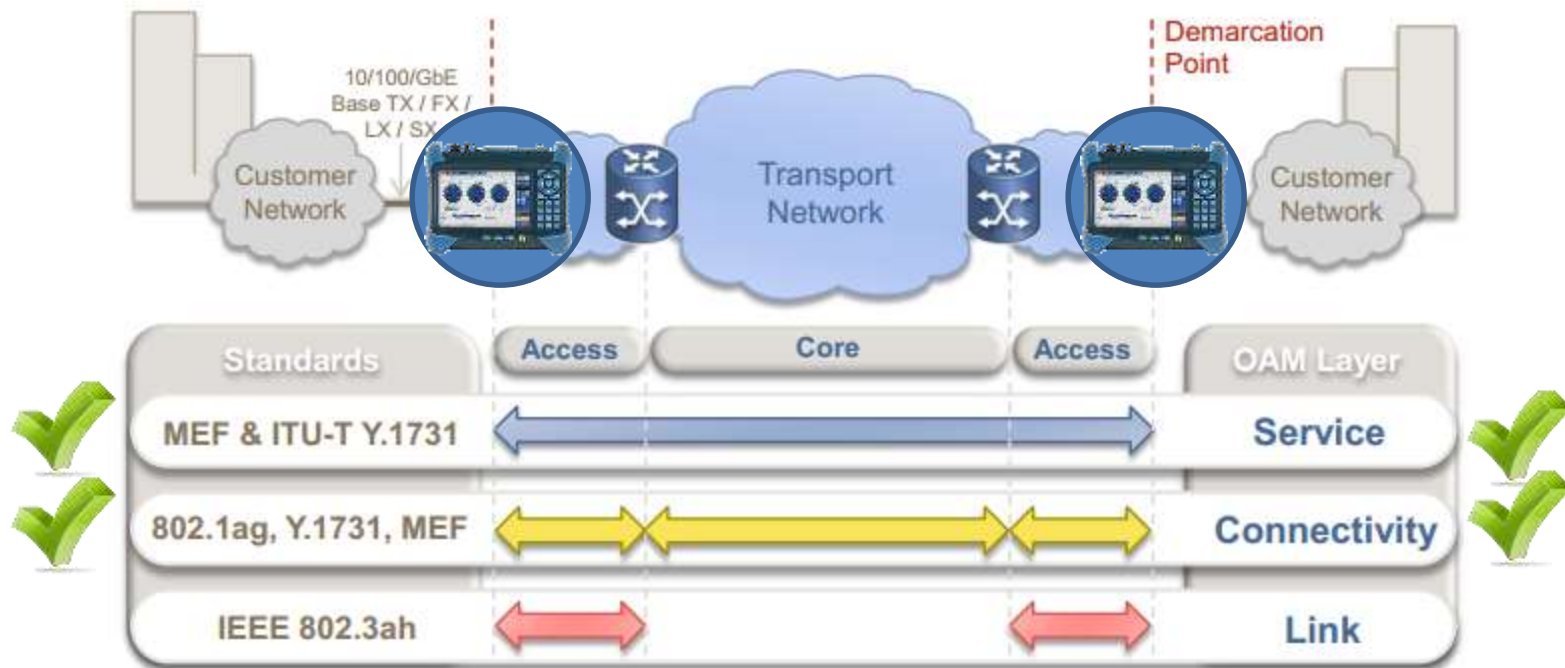 Demarcation
Point
10/100/GbE
Base TX / FX /
LX / SX
Customer
Network
Transport
Network
Customer
Network
Standards
Access
Core
Access
OAM Layer
MEF & ITU-T Y.1731
Service
802.1ag, Y.1731, MEF
Connectivity
IEEE 802.3ah
Link